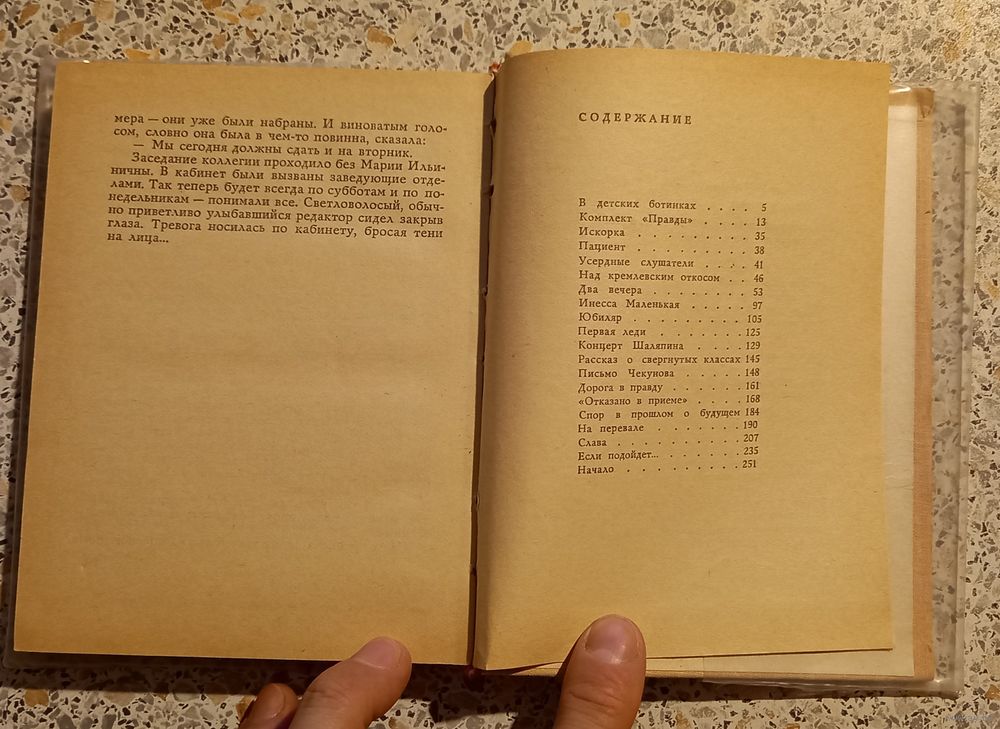 мера — они уже были набраны. И виноватым голо-
сом, словно она была в чем-то повинна, сказала:
— Мы сегодня должны сдать и на вторник.
Заседание коллегии проходило без Марии Ильи-
ничны. В кабинет были вызваны заведующие отде-
лами. Так теперь будет всегда по субботам и по по-
недельникам — понимали все. Светловолосый, обыч-
но приветливо улыбавшийся редактор сидел закрыв
глаза. Тревога носилась по кабинету, бросая тени
на лица...
СОДЕРЖАНИЕ
В детских ботинках . . . . 5
Комплект «Правды» . . . . 13
Искорка . . . . . . . . 35
Пациент . . . . . . . . 38
Усердные слушатели . . . . 41
Над кремлевским откосом . . 46
Два вечера . . . . . . . 53
Инесса Маленькая . . . . . 97
Юбиляр . . . . . . . . 105
Первая леди . . . . . . 125
Концерт Шаляпина . . . . 129
Рассказ о свергнутых классах 145
Письмо Чекунова . . . . . 148
Дорога в правду . . . . . 161
«Отказано в приеме» . . . . 168
Спор в прошлом о будущем 184
На перевале . . . . . . 190
Слава . . . . . . . . 207
Если подойдет... . . . . . . 235
Начало . . . . . . . . 251